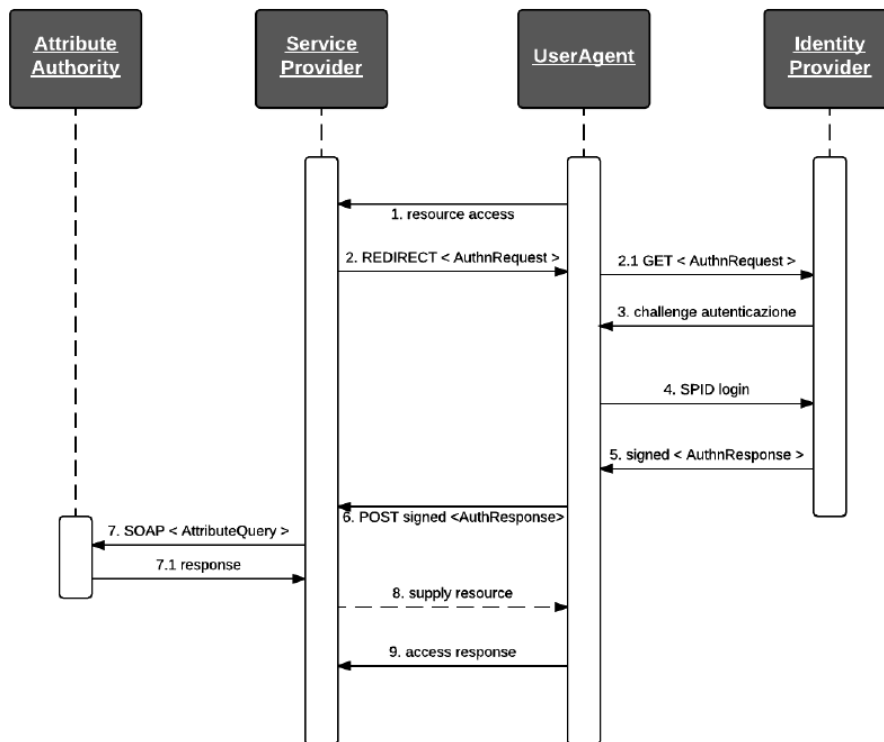 Attribute
Authority
Service
Provider
UserAgent
Identity
Provider
1. resource access
2. REDIRECT < AuthnRequest >
2.1 GET < AuthnRequest >
3. challenge autenticazione
4. SPID login
5. signed < AuthnResponse >
6. POST signed <AuthResponse>
7. SOAP < AttributeQuery >
7.1 response
8. supply resource
9. access response